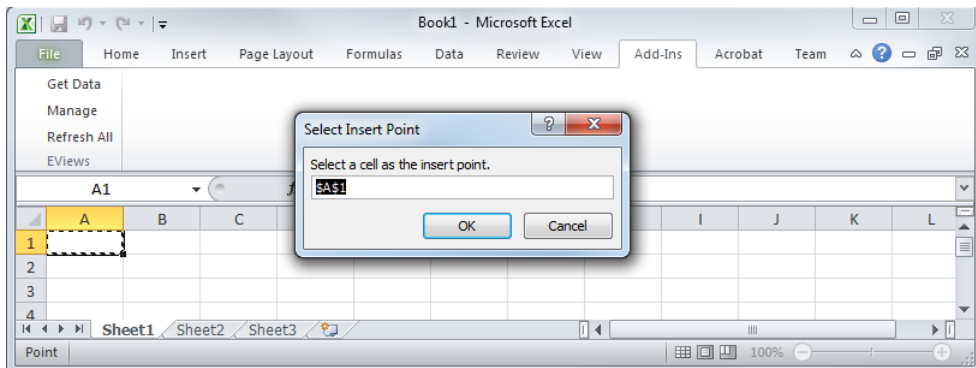 Book1 - Microsoft Excel
File Home Insert Page Layout Formulas Data Review View Add-Ins Acrobat Team
Get Data
Manage
Refresh All
EViews
Select Insert Point
Select a cell as the insert point.
$A$1
OK Cancel
A1
A B C I J K L
1
2
3
4
Sheet1 Sheet2 Sheet3
Point 100%